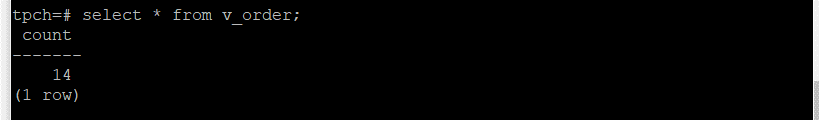 tpch=# select * from v_order;
 count
-------
    14
(1 row)